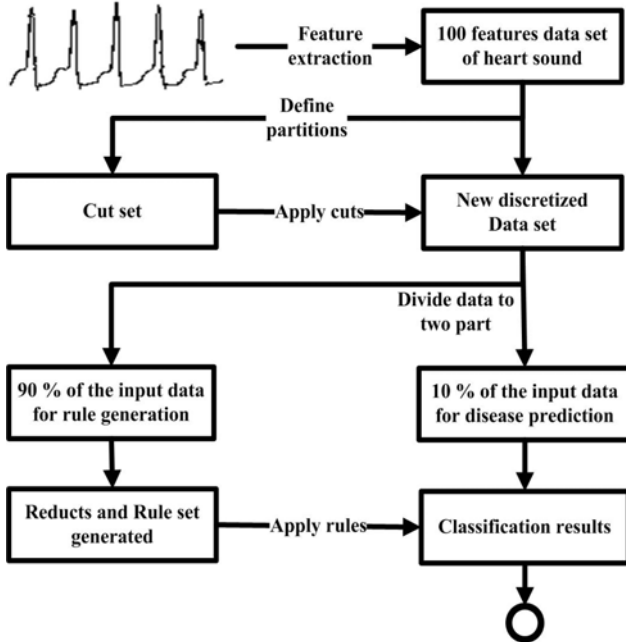 Feature
extraction
100 features data set
of heart sound
Define
partitions
Cut set
Apply cuts
New discretized
Data set
Divide data to
two part
90 % of the input data
for rule generation
10 % of the input data
for disease prediction
Reducts and Rule set
generated
Apply rules
Classification results